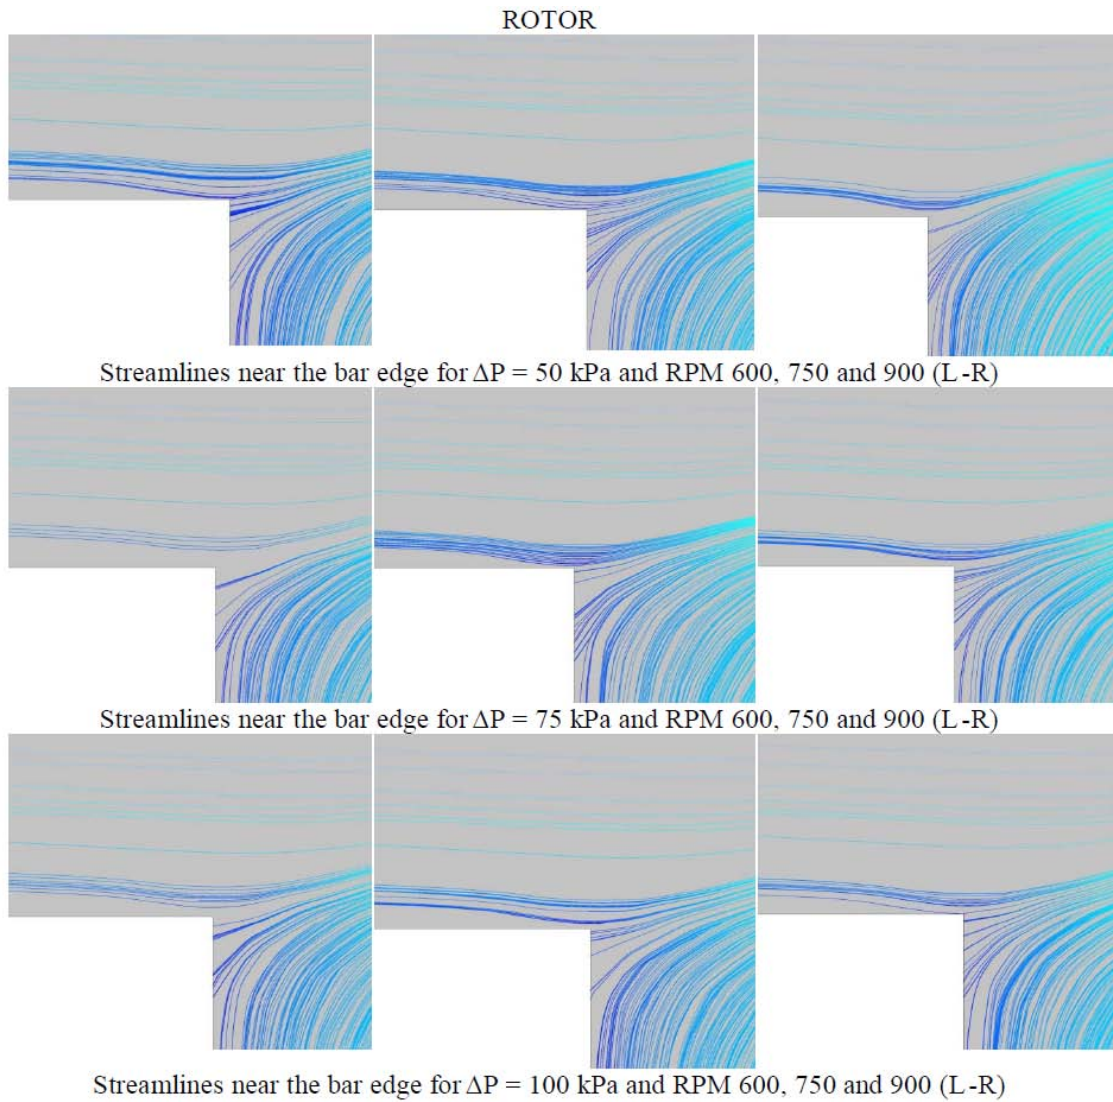 ROTOR
Streamlines near the bar edge for ΔP = 50 kPa and RPM 600, 750 and 900 (L-R)
Streamlines near the bar edge for ΔP = 75 kPa and RPM 600, 750 and 900 (L-R)
Streamlines near the bar edge for ΔP = 100 kPa and RPM 600, 750 and 900 (L-R)